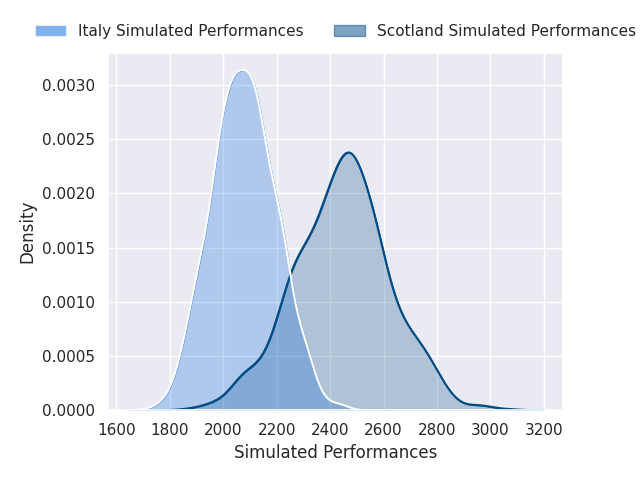 Italy Simulated Performances Scotland Simulated Performances
0.0030
0.0025
0.0020
0.0015
0.0010
0.0005
0.0000
Density
1600 1800 2000 2200 2400 2600 2800 3000 3200
Simulated Performances